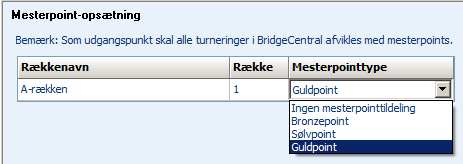 Mesterpoint-opsætning
Bemærk: Som udgangspunkt skal alle turneringer i BridgeCentral afvikles med mesterpoints.
Rækkenavn Række Mesterpointtype
A-rækken 1 Guldpoint
Ingen mesterpointtildeling
Bronzepoint
Sølvpoint
Guldpoint